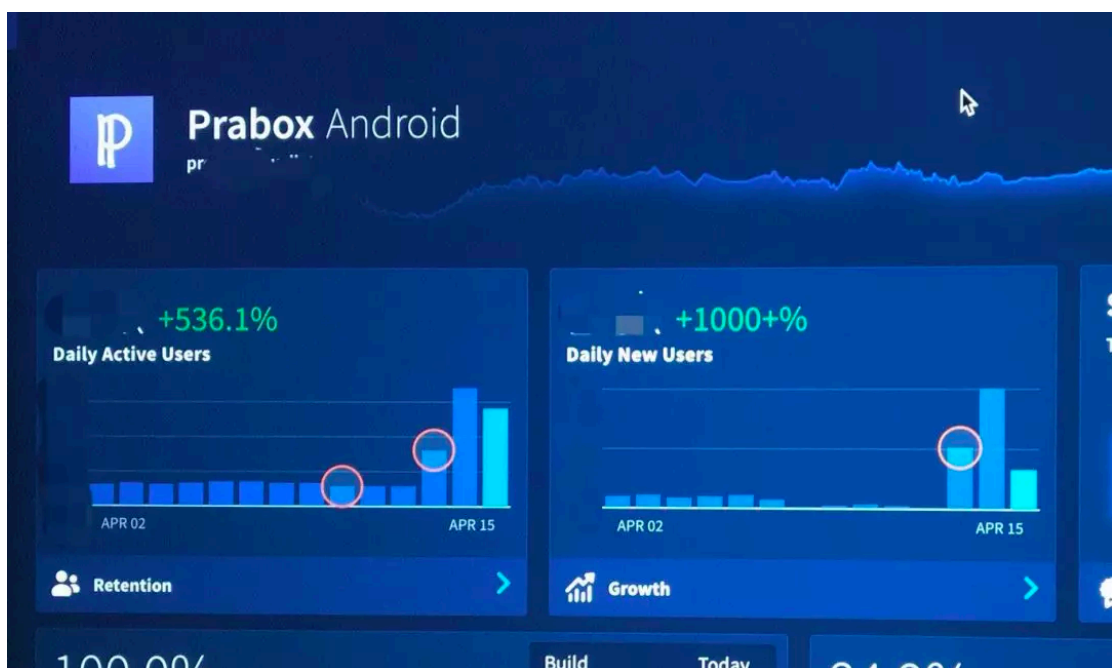 Prabox Android
+536.1%
Daily Active Users
APR 02
APR 15
Retention
+1000+%
Daily New Users
APR 02
APR 15
Growth
Build
Today